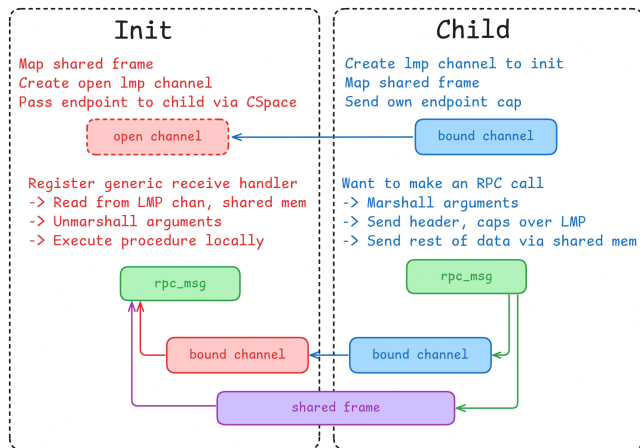 Init
Map shared frame
Create open lmp channel
Pass endpoint to child via CSpace
open channel
Register generic receive handler
-> Read from LMP chan, shared mem
-> Unmarshall arguments
-> Execute procedure locally
rpc_msg
bound channel
Child
Create lmp channel to init
Map shared frame
Send own endpoint cap
bound channel
Want to make an RPC call
-> Marshall arguments
-> Send header, caps over LMP
-> Send rest of data via shared mem
rpc_msg
bound channel
shared frame